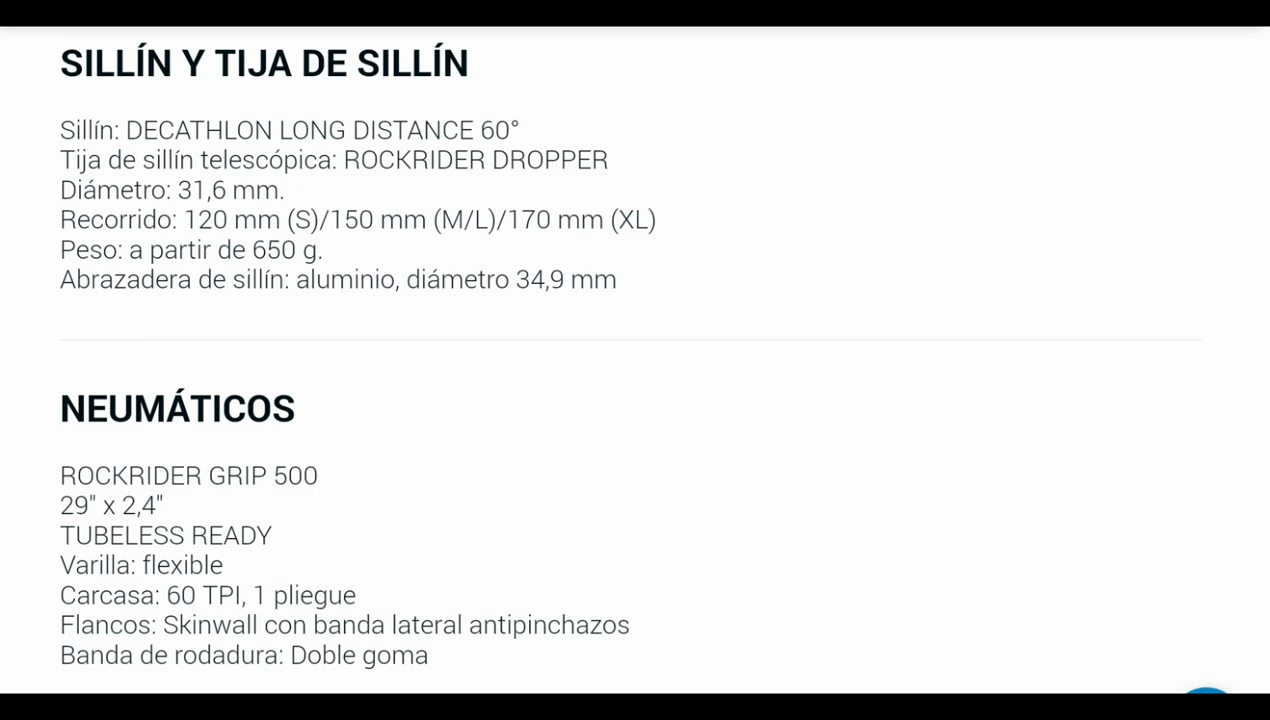 SILLÍN Y TIJA DE SILLÍN
Sillín: DECATHLON LONG DISTANCE 60°
Tija de sillín telescópica: ROCKRIDER DROPPER
Diámetro: 31,6 mm.
Recorrido: 120 mm (S)/150 mm (M/L)/170 mm (XL)
Peso: a partir de 650 g.
Abrazadera de sillín: aluminio, diámetro 34,9 mm
NEUMÁTICOS
ROCKRIDER GRIP 500
29" x 2,4"
TUBELESS READY
Varilla: flexible
Carcasa: 60 TPI, 1 pliegue
Flancos: Skinwall con banda lateral antipinchazos
Banda de rodadura: Doble goma